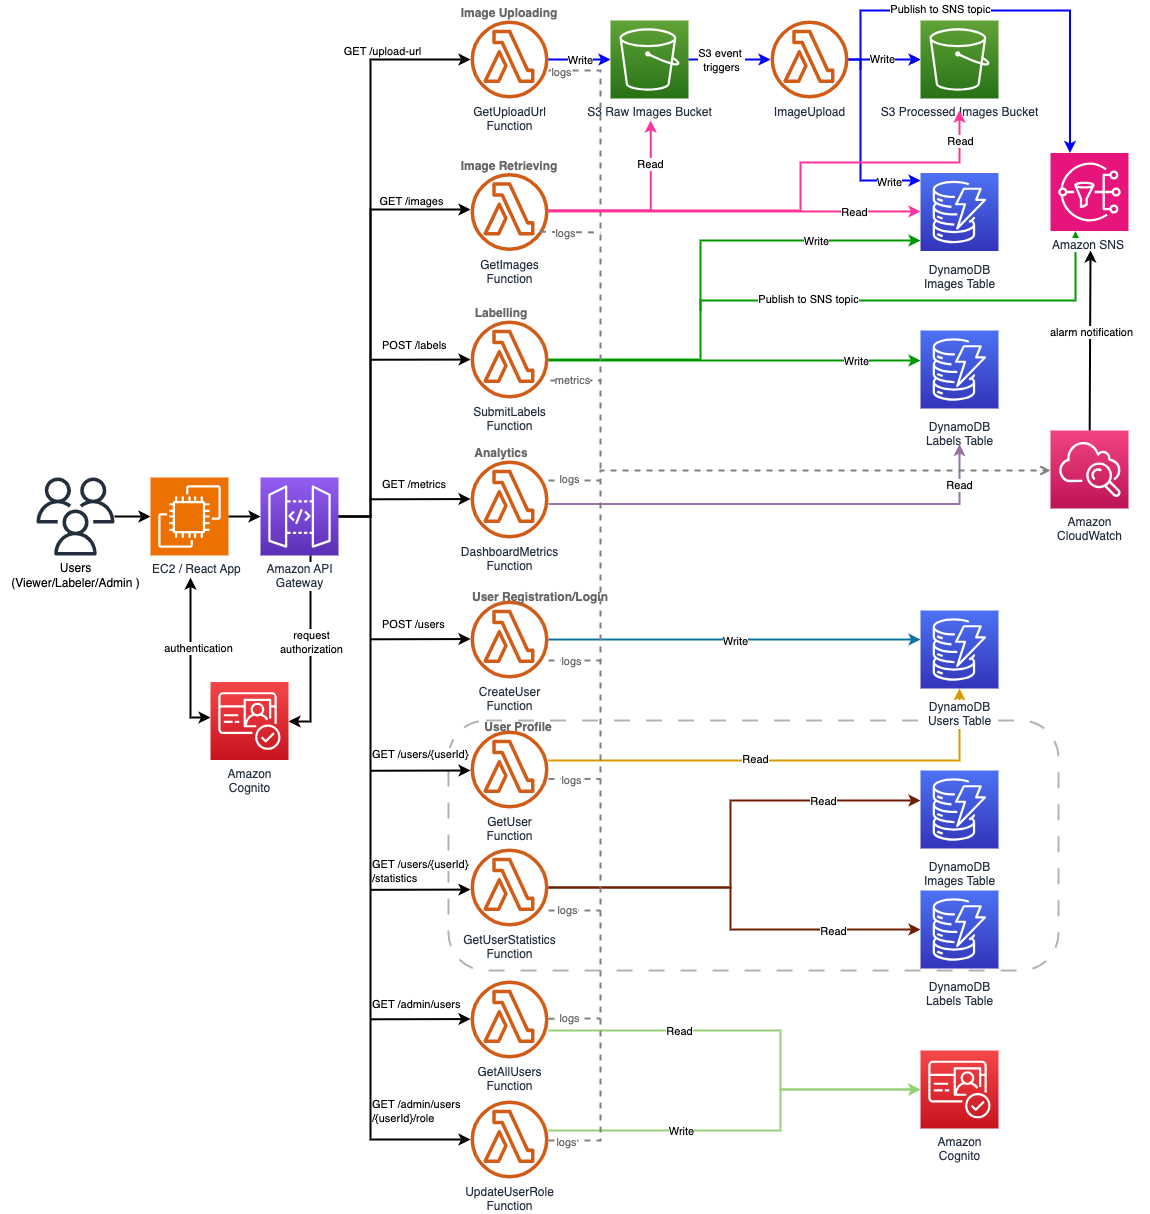 Image Uploading
Publish to SNS topic
GET /upload-url
Write
logs
S3 event
triggers
Write
GetUploadUrl
Function
S3 Raw Images Bucket
ImageUpload
S3 Processed Images Bucket
Image Retrieving
Read
Read
Write
GET /images
Read
logs
Write
Amazon SNS
GetImages
Function
DynamoDB
Images Table
Publish to SNS topic
Labelling
alarm notification
POST /labels
Write
metrics
SubmitLabels
Function
DynamoDB
Labels Table
Analytics
logs
GET /metrics
Read
Amazon
CloudWatch
DashboardMetrics
Function
Users
(Viewer/Labeler/Admin )
EC2 / React App
Amazon API
Gateway
User Registration/Login
POST /users
Write
request
authorization
authentication
logs
CreateUser
Function
DynamoDB
Users Table
User Profile
GET /users/{userId}
Read
logs
Amazon
Cognito
GetUser
Function
Read
GET /users/{userId}
/statistics
DynamoDB
Images Table
logs
Read
GetUserStatistics
Function
DynamoDB
Labels Table
GET /admin/users
logs
Read
GetAllUsers
Function
GET /admin/users
/{userId}/role
Write
logs
Amazon
Cognito
UpdateUserRole
Function